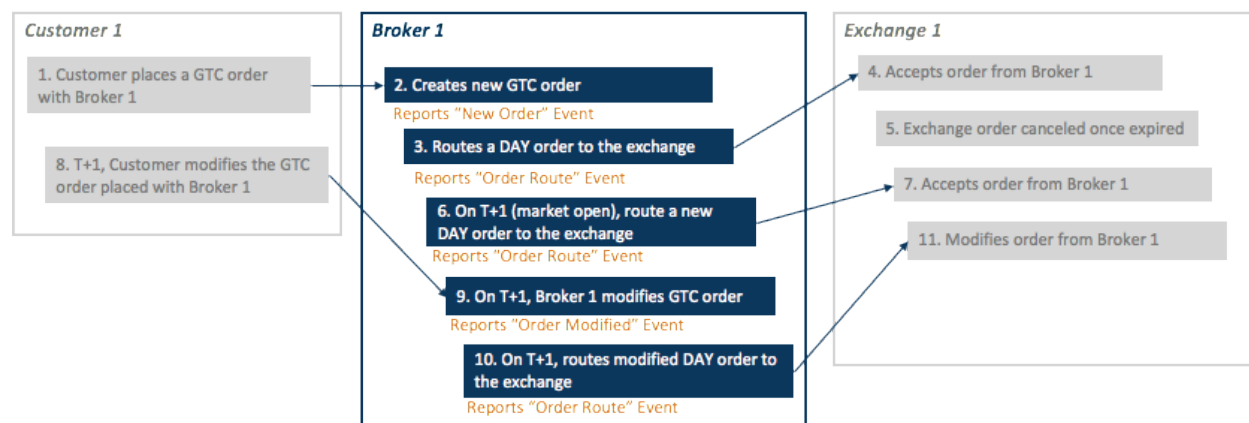 Customer 1
1. Customer places a GTC order
with Broker 1
8. T+1, Customer modifies the GTC
order placed with Broker 1
Broker 1
2. Creates new GTC order
Reports "New Order" Event
3. Routes a DAY order to the exchange
Reports "Order Route" Event
6. On T+1 (market open), route a new
DAY order to the exchange
Reports "Order Route" Event
9. On T+1, Broker 1 modifies GTC order
Reports "Order Modified" Event
10. On T+1, routes modified DAY order to
the exchange
Reports "Order Route" Event
Exchange 1
4. Accepts order from Broker 1
5. Exchange order canceled once expired
7. Accepts order from Broker 1
11. Modifies order from Broker 1